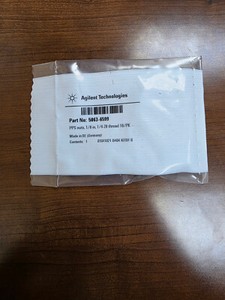 Agilent Technologies
Part No: 5063-6599
PPS nuts, 1/8 in, 1/4-28 thread 10/PK
Made in DE (Germany)
Contents: 1